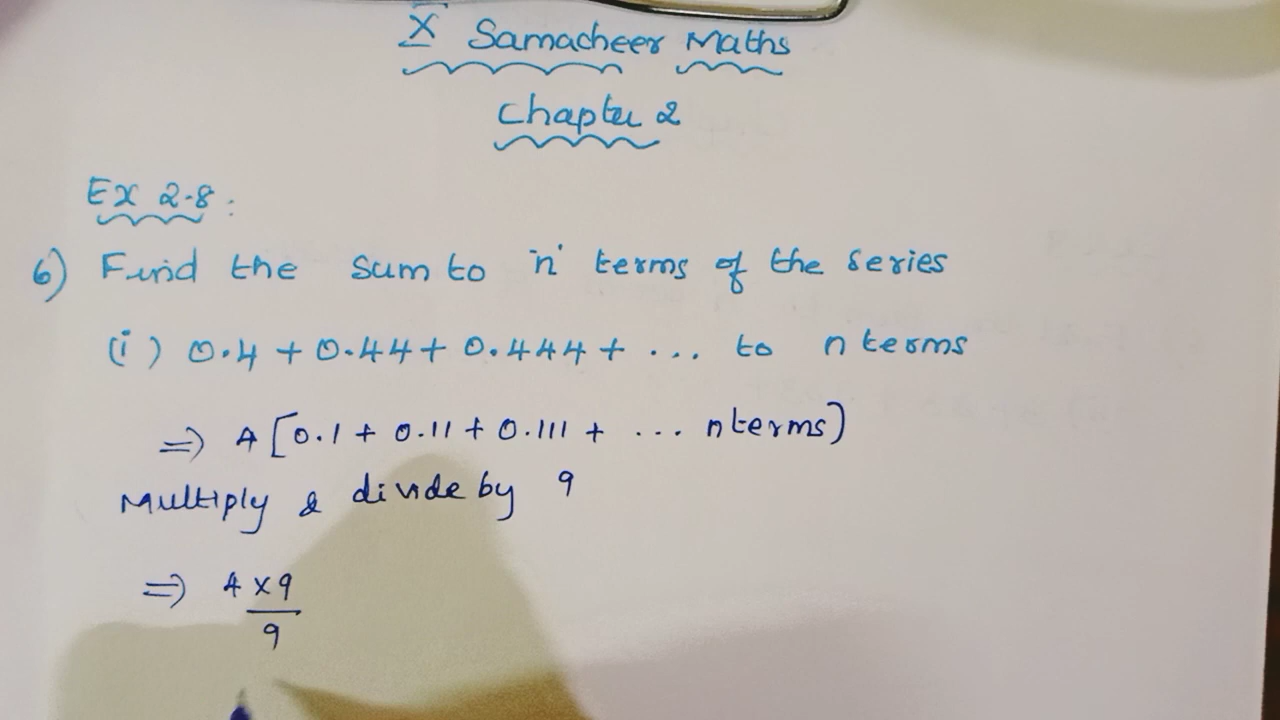 X Samacheer Maths
Chapter 2
Ex 2.8:
6) Find the sum to 'n' terms of the series
(i) 0.4 + 0.44 + 0.444 + ... to n terms
⇒ 4 [0.1 + 0.11 + 0.111 + ... n terms)
Multiply & divide by 9
⇒ 4 × 9
9